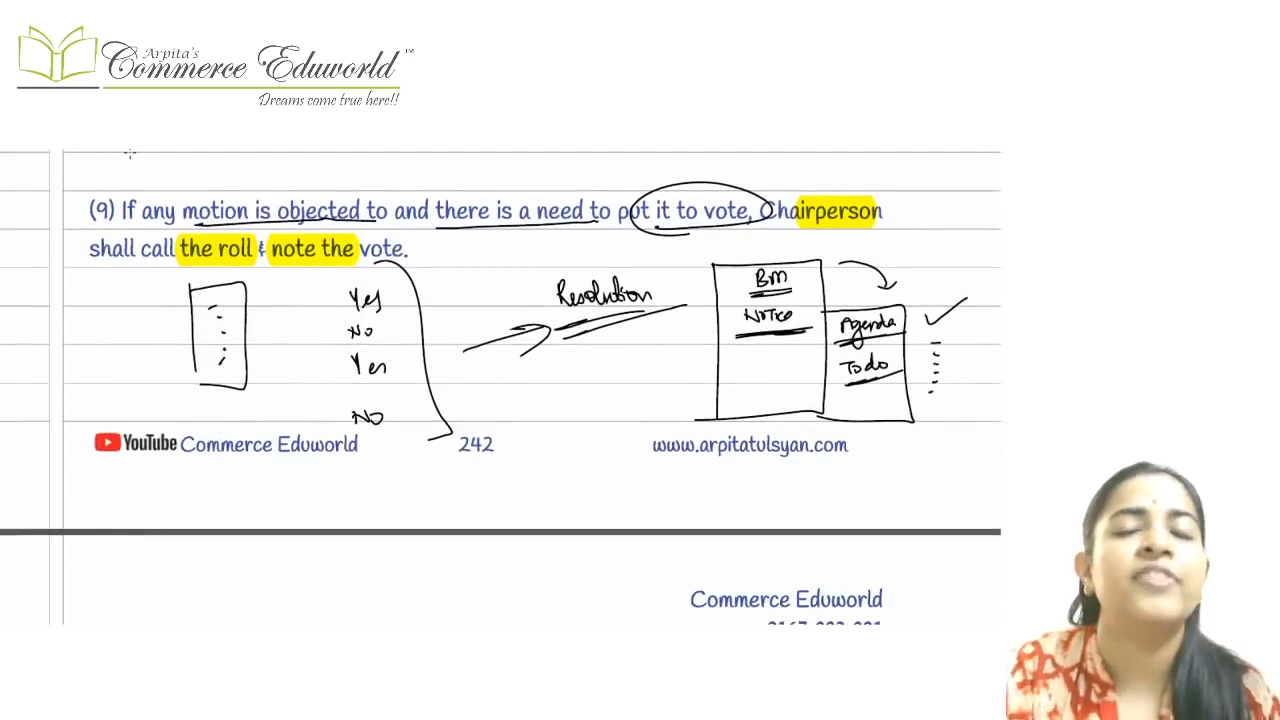 Arpita's
Commerce Eduworld™
Dreams come true here!!
(9) If any motion is objected to and there is a need to put it to vote, Chairperson
shall call the roll & note the vote.
Yes
No
Yes
NO
Resolution
BM
Notice
Agenda
To do
YouTube Commerce Eduworld
242
www.arpitatulsyan.com
Commerce Eduworld